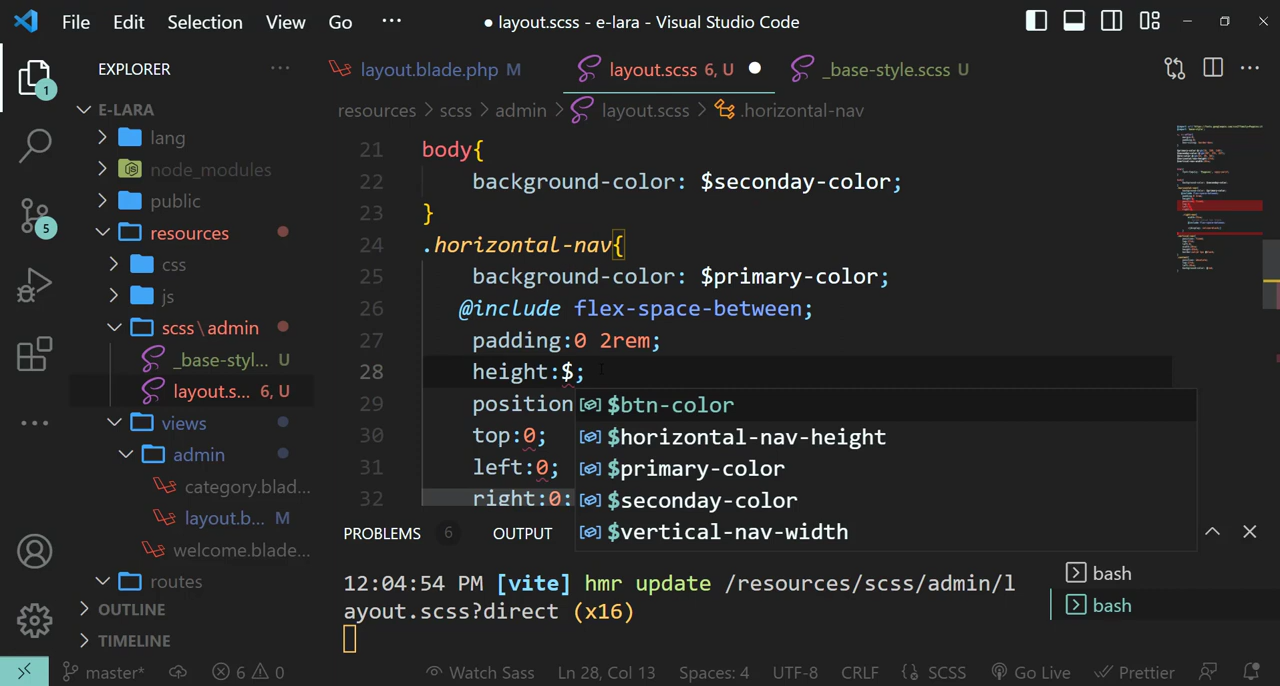 File Edit Selection View Go ··· ● layout.scss - e-lara - Visual Studio Code
EXPLORER ···
layout.blade.php M layout.scss 6, U ● _base-style.scss U ···
1
E-LARA
resources > scss > admin > layout.scss > .horizontal-nav
lang
node_modules
public
resources
css
js
scss\admin
_base-styl... U
layout.s... 6, U
views
admin
category.blad...
layout.b... M
welcome.blade...
routes
OUTLINE
TIMELINE
5
···
21 body{
22 background-color: $seconday-color;
23 }
24 .horizontal-nav{
25 background-color: $primary-color;
26 @include flex-space-between;
27 padding:0 2rem;
28 height:$;
29 position
30 top:0;
31 left:0;
32 right:0;
$btn-color
$horizontal-nav-height
$primary-color
$seconday-color
$vertical-nav-width
PROBLEMS 6 OUTPUT
12:04:54 PM [vite] hmr update /resources/scss/admin/l
ayout.scss?direct (x16)
bash
bash
master* 6 0 Watch Sass Ln 28, Col 13 Spaces: 4 UTF-8 CRLF {} SCSS Go Live Prettier